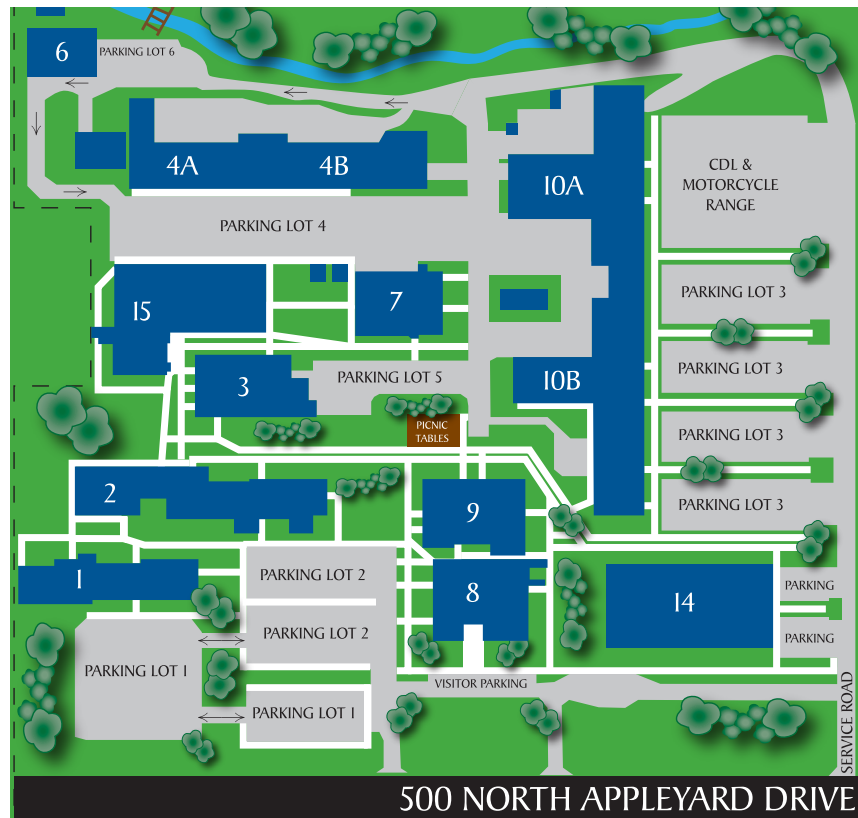 6
PARKING LOT 6
4A
4B
10A
CDL &
MOTORCYCLE
RANGE
PARKING LOT 4
15
7
PARKING LOT 3
3
PARKING LOT 5
10B
PARKING LOT 3
PICNIC
TABLES
PARKING LOT 3
2
9
PARKING LOT 3
1
PARKING LOT 2
8
14
PARKING
PARKING LOT 2
PARKING
PARKING LOT 1
VISITOR PARKING
PARKING LOT 1
SERVICE ROAD
500 NORTH APPLEYARD DRIVE